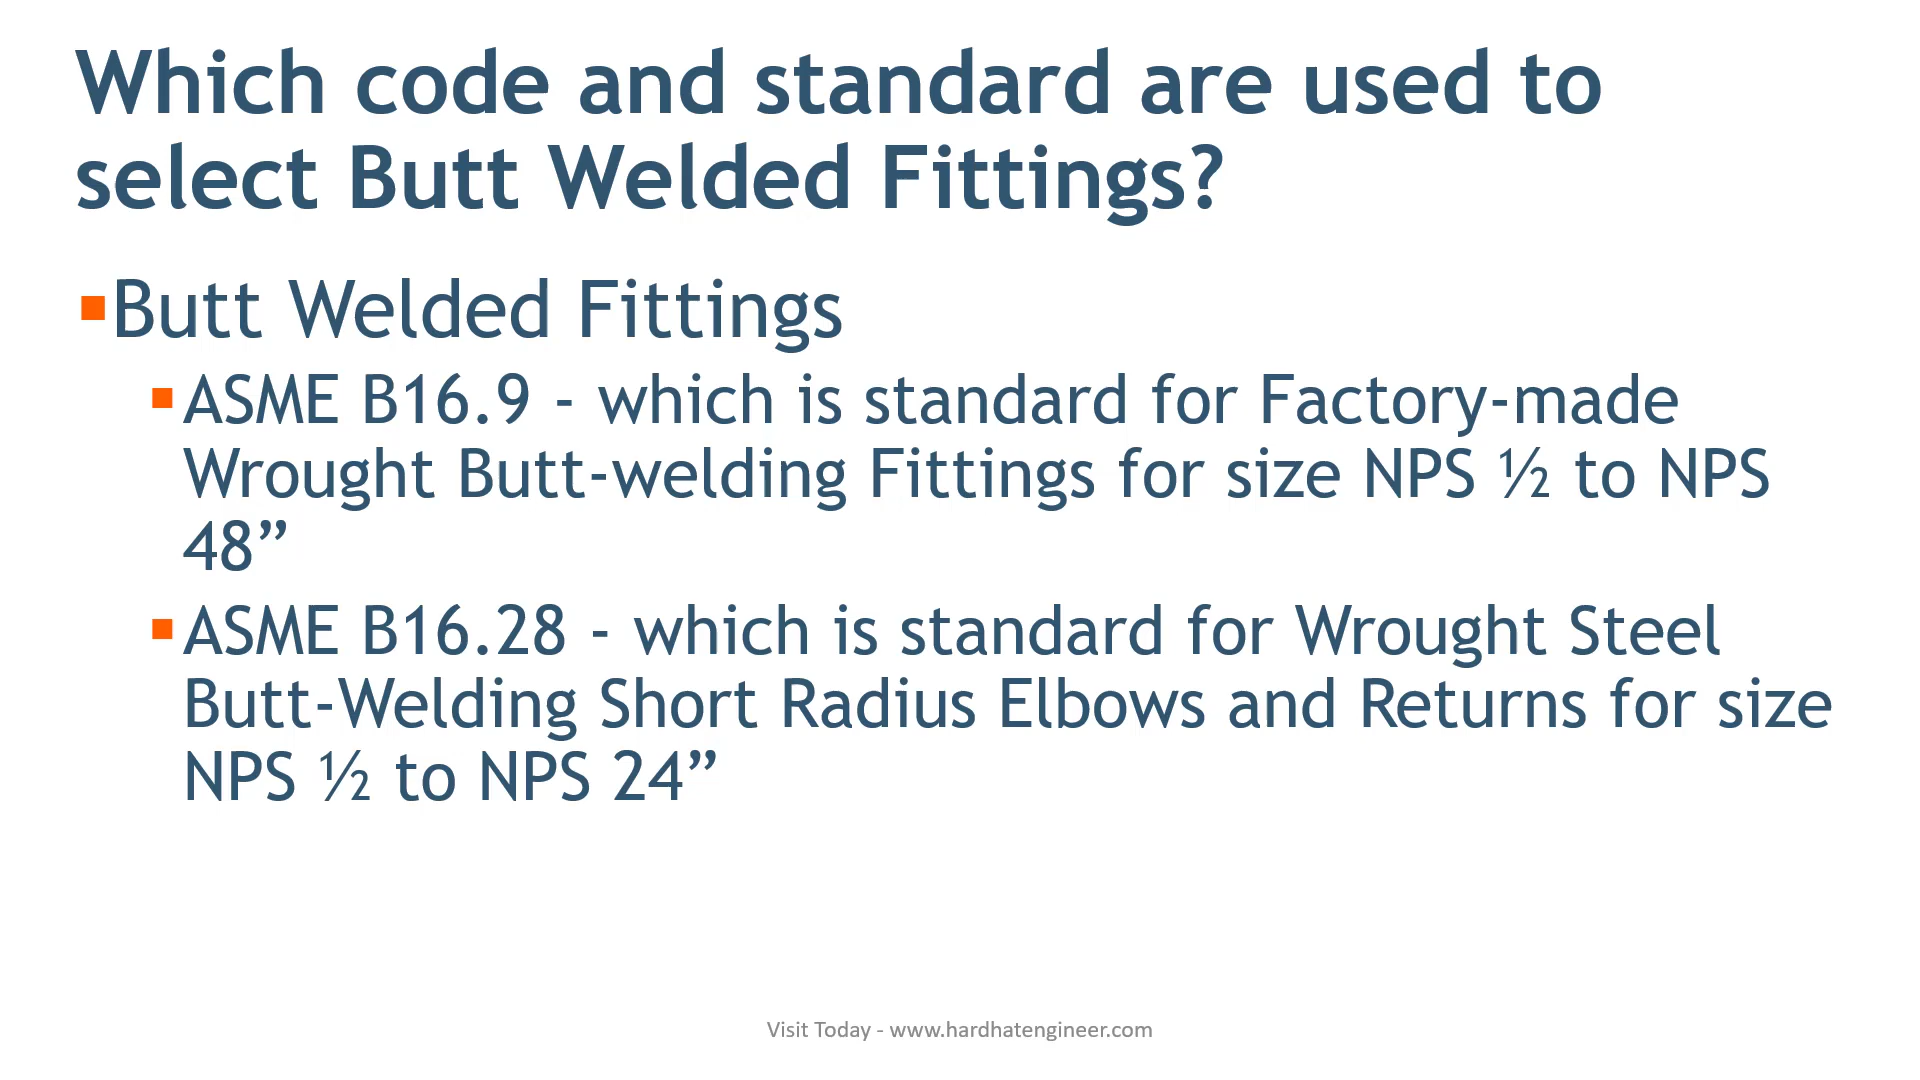 Which code and standard are used to
select Butt Welded Fittings?
▪Butt Welded Fittings
▪ASME B16.9 - which is standard for Factory-made
Wrought Butt-welding Fittings for size NPS ½ to NPS
48”
▪ASME B16.28 - which is standard for Wrought Steel
Butt-Welding Short Radius Elbows and Returns for size
NPS ½ to NPS 24”
Visit Today - www.hardhatengineer.com